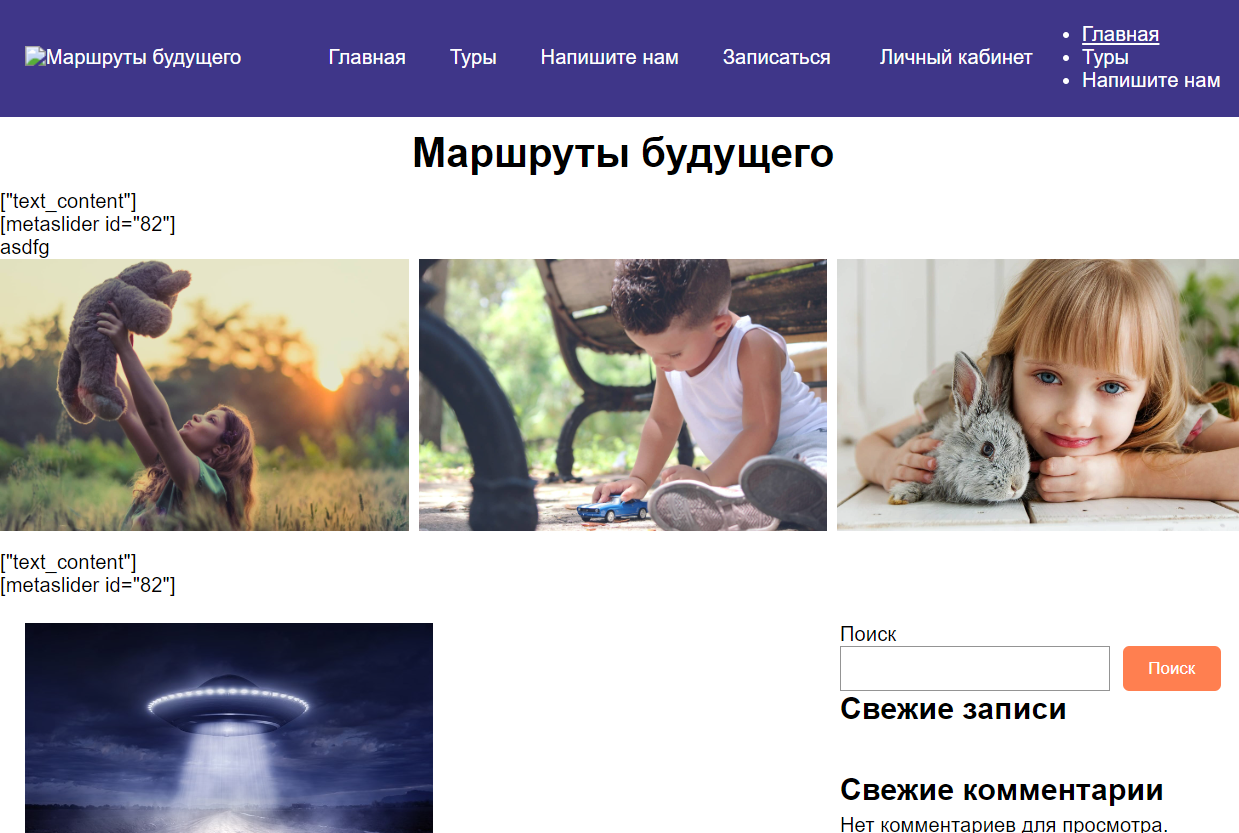 Маршруты будущего
Главная
Туры
Напишите нам
Записаться
Личный кабинет
Главная
Туры
Напишите нам
Маршруты будущего
["text_content"]
[metaslider id="82"]
asdfg
["text_content"]
[metaslider id="82"]
Поиск
Поиск
Свежие записи
Свежие комментарии
Нет комментариев для просмотра.